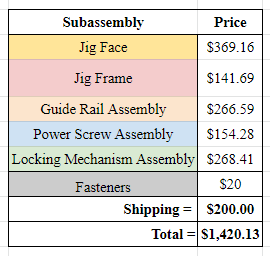 Subassembly Price
Jig Face $369.16
Jig Frame $141.69
Guide Rail Assembly $266.59
Power Screw Assembly $154.28
Locking Mechanism Assembly $268.41
Fasteners $20
Shipping = $200.00
Total = $1,420.13